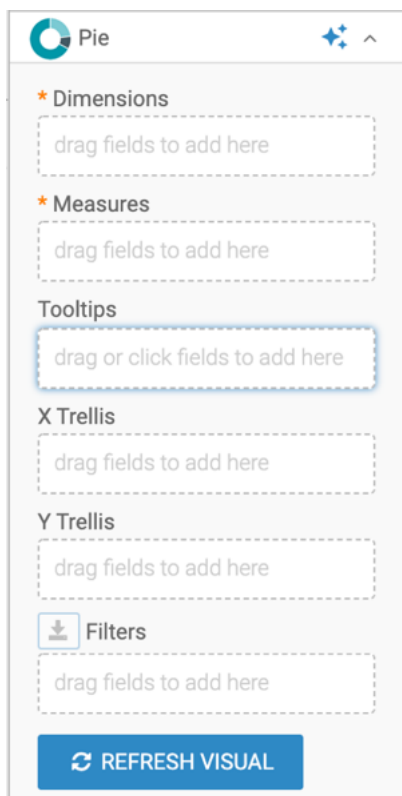 Pie
* Dimensions
drag fields to add here
* Measures
drag fields to add here
Tooltips
drag or click fields to add here
X Trellis
drag fields to add here
Y Trellis
drag fields to add here
Filters
drag fields to add here
REFRESH VISUAL